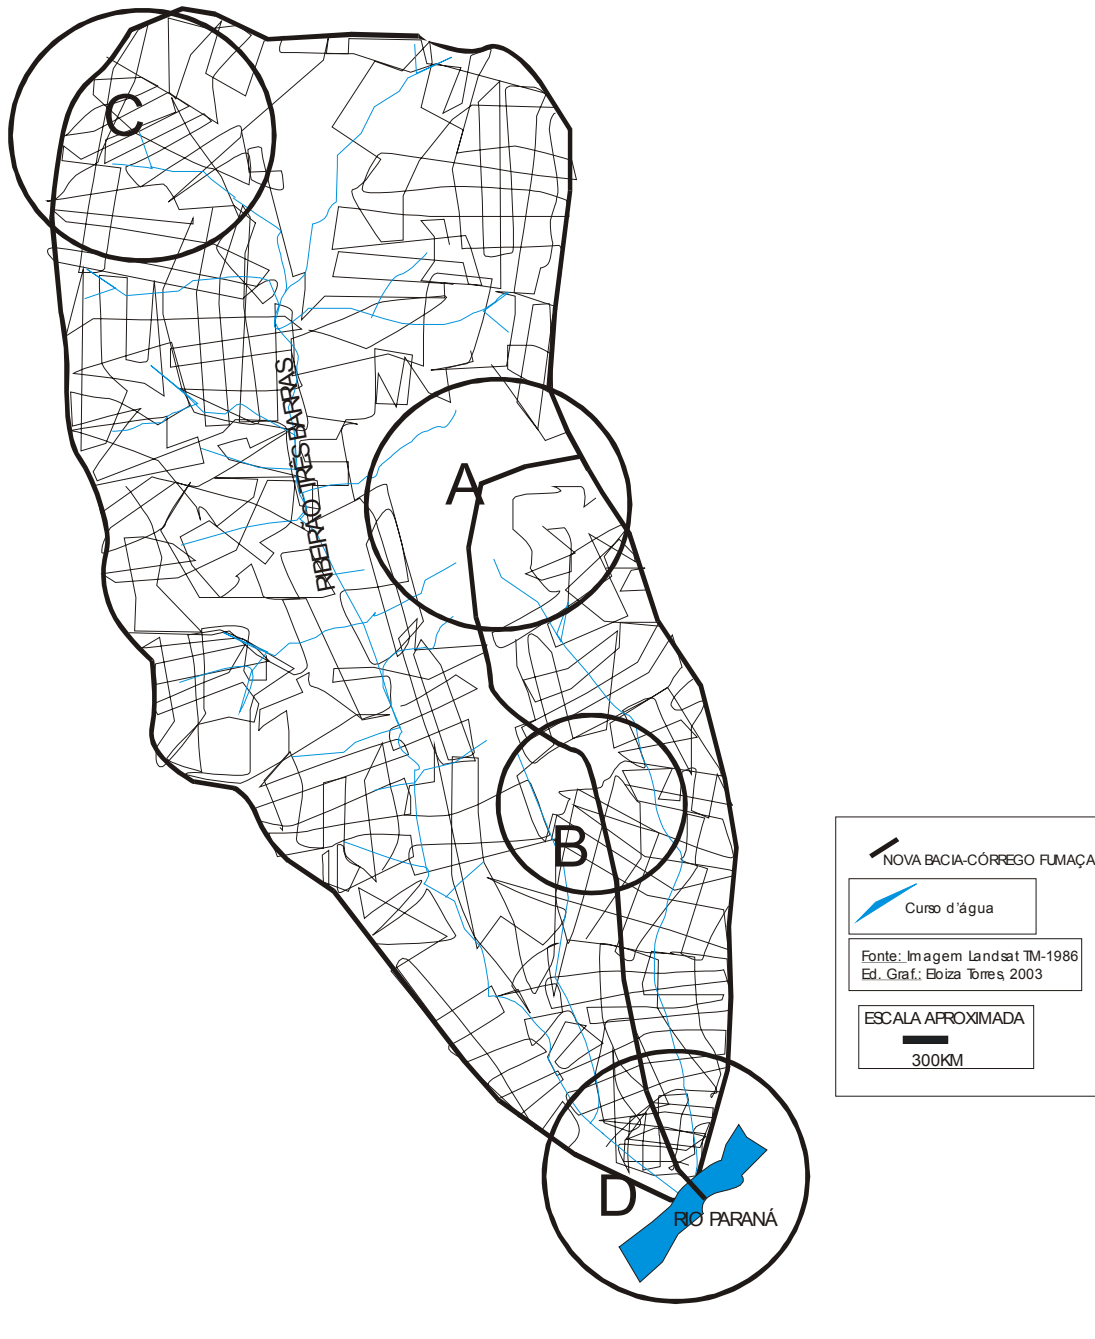 C
RIBEIRÃO TRÊS BARRAS
A
B
D
RIO PARANÁ
NOVA BACIA-CÓRREGO FUMAÇA
Curso d'água
Fonte: Imagem Landsat TM-1986
Ed. Graf.: Eloiza Torres, 2003
ESCALA APROXIMADA
300KM